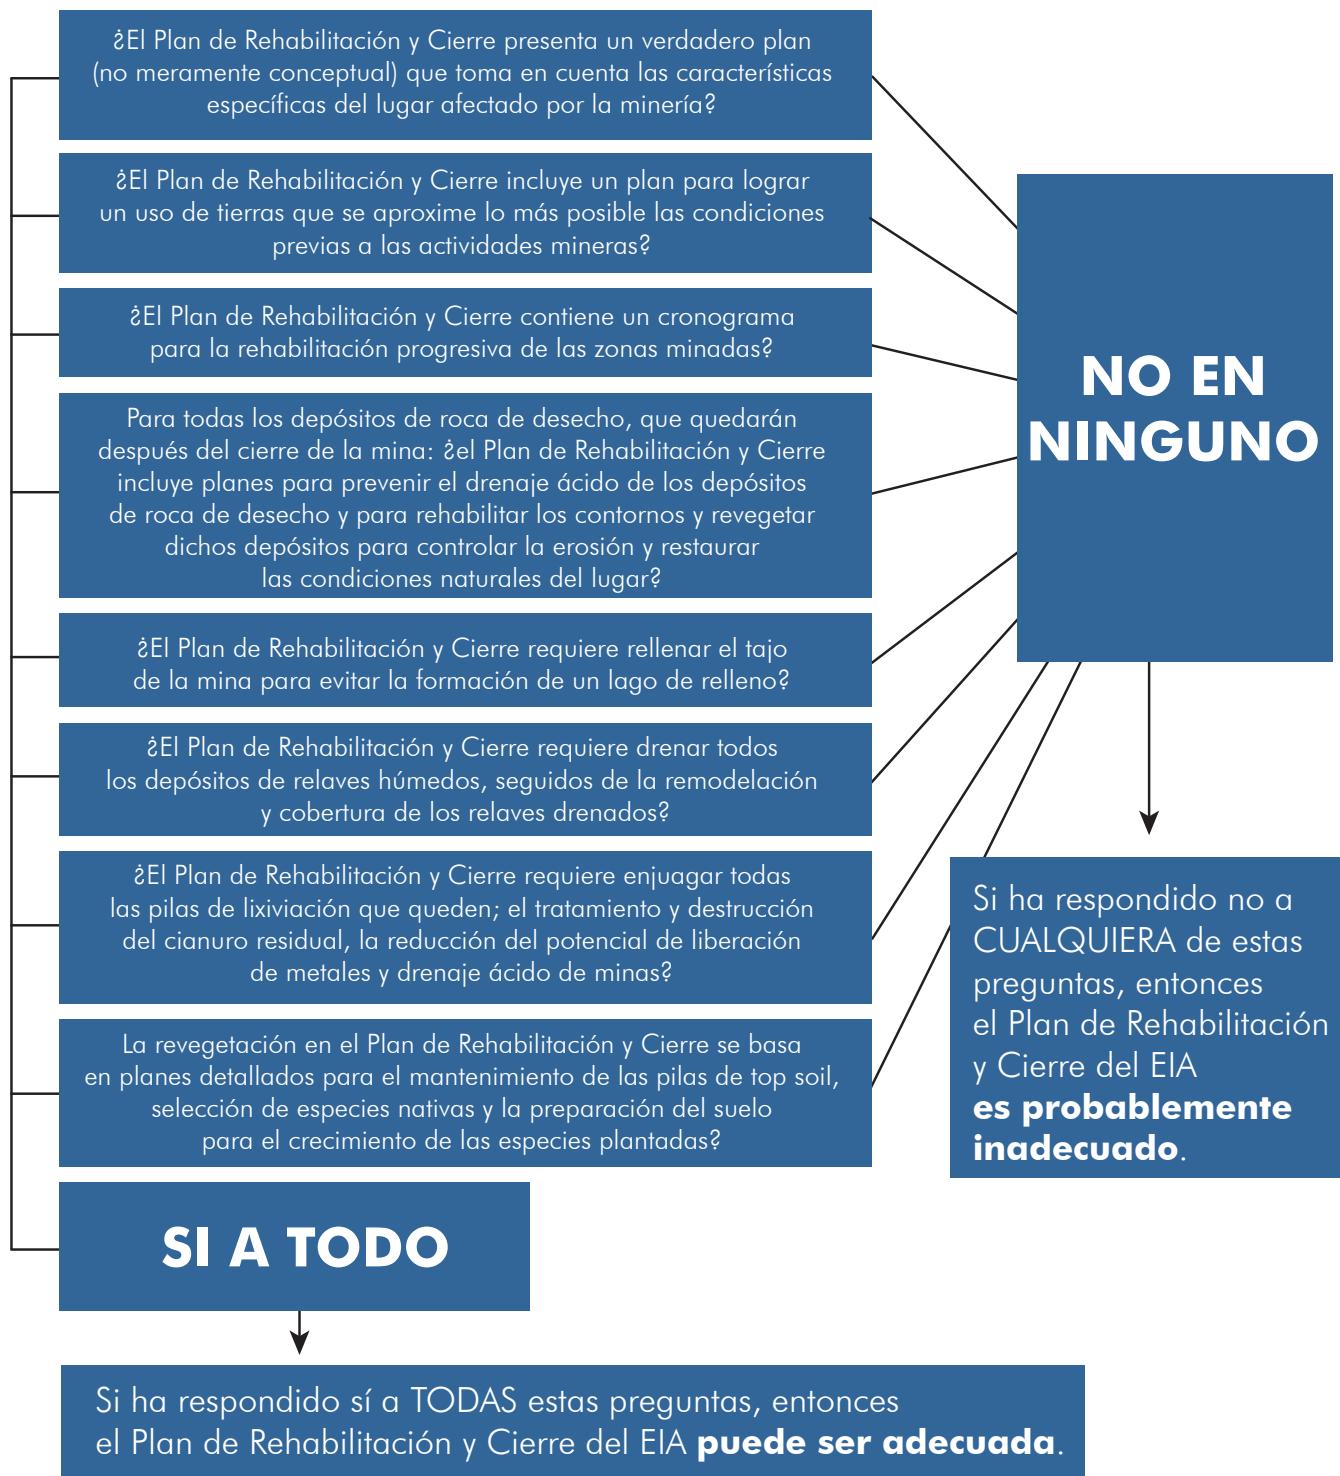 ¿El Plan de Rehabilitación y Cierre presenta un verdadero plan
(no meramente conceptual) que toma en cuenta las características
específicas del lugar afectado por la minería?
¿El Plan de Rehabilitación y Cierre incluye un plan para lograr
un uso de tierras que se aproxime lo más posible las condiciones
previas a las actividades mineras?
¿El Plan de Rehabilitación y Cierre contiene un cronograma
para la rehabilitación progresiva de las zonas minadas?
Para todas los depósitos de roca de desecho, que quedarán
después del cierre de la mina: ¿el Plan de Rehabilitación y Cierre
incluye planes para prevenir el drenaje ácido de los depósitos
de roca de desecho y para rehabilitar los contornos y revegetar
dichos depósitos para controlar la erosión y restaurar
las condiciones naturales del lugar?
¿El Plan de Rehabilitación y Cierre requiere rellenar el tajo
de la mina para evitar la formación de un lago de relleno?
¿El Plan de Rehabilitación y Cierre requiere drenar todos
los depósitos de relaves húmedos, seguidos de la remodelación
y cobertura de los relaves drenados?
¿El Plan de Rehabilitación y Cierre requiere enjuagar todas
las pilas de lixiviación que queden; el tratamiento y destrucción
del cianuro residual, la reducción del potencial de liberación
de metales y drenaje ácido de minas?
La revegetación en el Plan de Rehabilitación y Cierre se basa
en planes detallados para el mantenimiento de las pilas de top soil,
selección de especies nativas y la preparación del suelo
para el crecimiento de las especies plantadas?
NO EN
NINGUNO
Si ha respondido no a
CUALQUIERA de estas
preguntas, entonces
el Plan de Rehabilitación
y Cierre del EIA
es probablemente
inadecuado.
SI A TODO
Si ha respondido sí a TODAS estas preguntas, entonces
el Plan de Rehabilitación y Cierre del EIA puede ser adecuada.